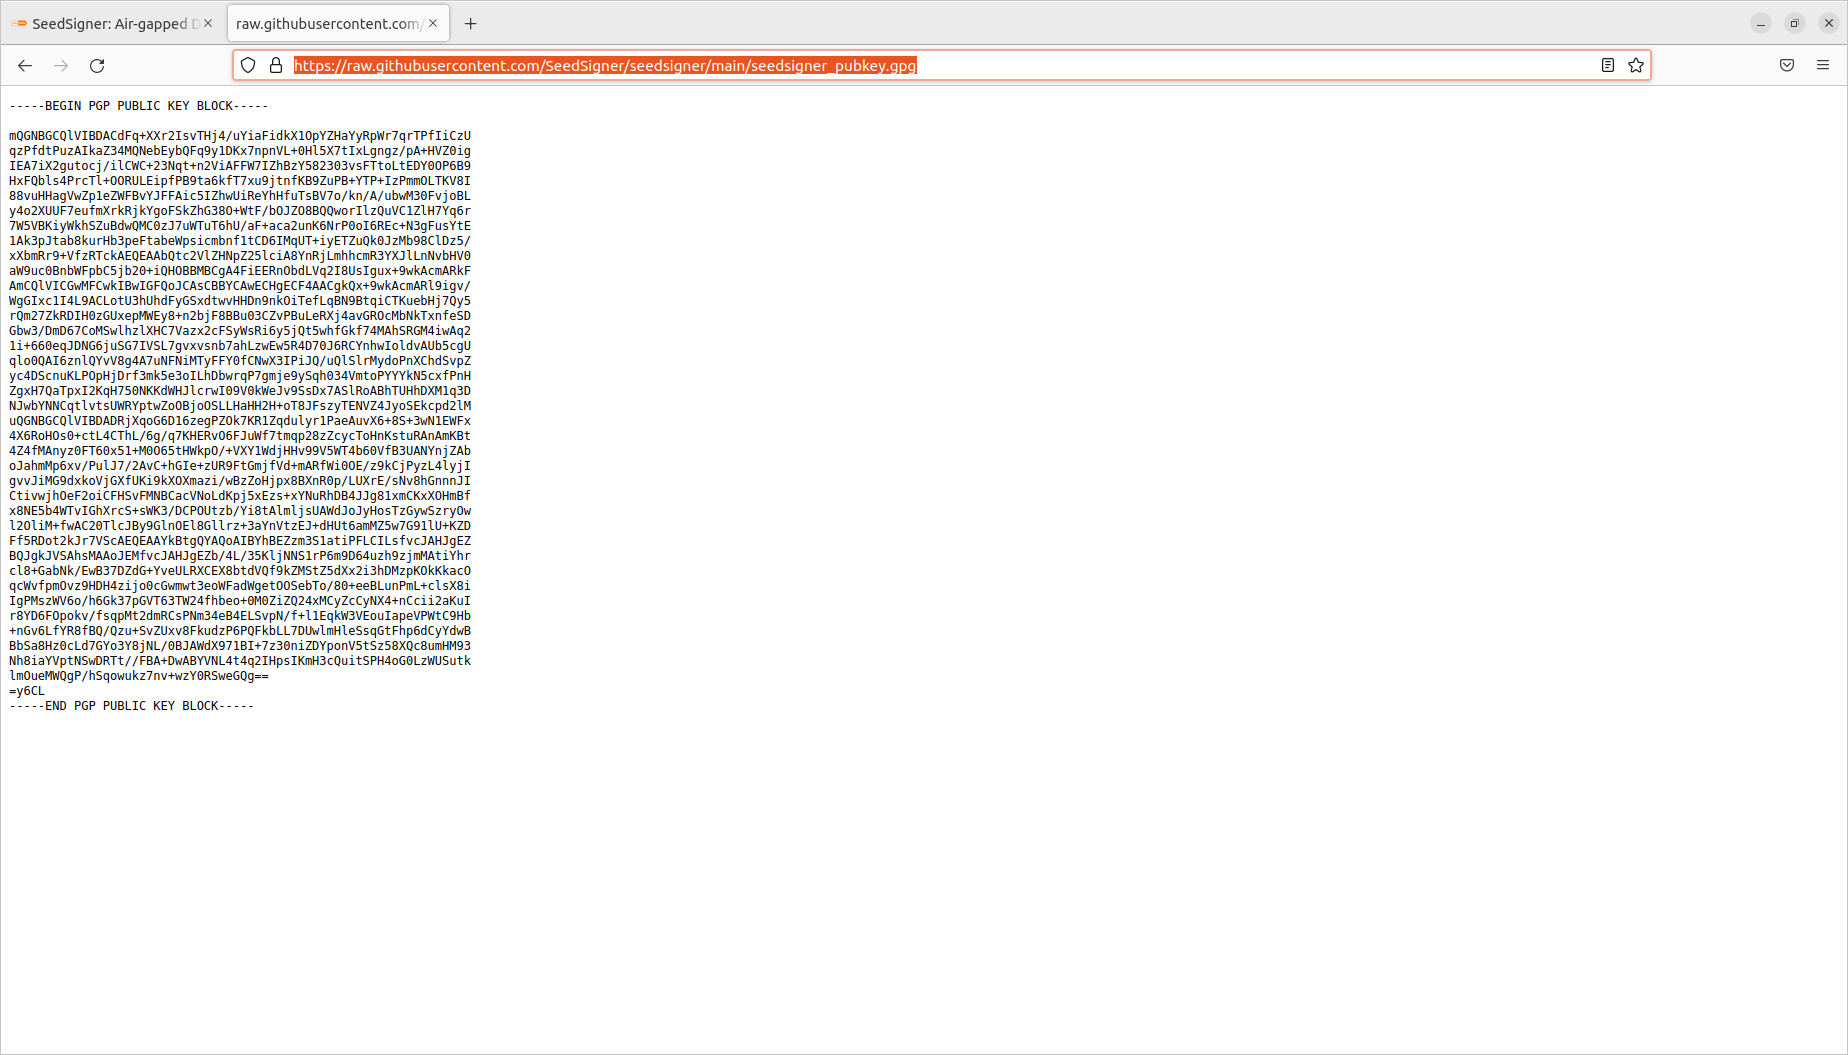 SeedSigner: Air-gapped D
raw.githubusercontent.com/
https://raw.githubusercontent.com/SeedSigner/seedsigner/main/seedsigner_pubkey.gpg
-----BEGIN PGP PUBLIC KEY BLOCK-----
mQGNBGCQlVIBDACdFq+XXr2IsvTHj4/uYiaFidkX1OpYZHaYyRpWr7qrTPfIiCzU
qzPfdtPuzAIkaZ34MQNebEybQFq9y1DKx7npnVL+0Hl5X7tIxLgngz/pA+HVZ0ig
IEA7iX2gutocj/ilCWC+23Nqt+n2ViAFFW7IZhBzY582303vsFTtoLtEDY0OP6B9
HxFQbls4PrcTl+OORULEipfPB9ta6kfT7xu9jtnfKB9ZuPB+YTP+IzPmmOLTKV8I
88vuHHagVwZp1eZWFBvYJFFAic5IZhwUiReYhHfuTsBV7o/kn/A/ubwM30FvjoBL
y4o2XUUF7eufmXrkRjkYgoFSkZhG38O+WtF/bOJZO8BQQworIlzQuVC1ZlH7Yq6r
7W5VBKiyWkhSZuBdwQMC0zJ7uWTuT6hU/aF+aca2unK6NrP0oI6REc+N3gFusYtE
1Ak3pJtab8kurHb3peFtabeWpsicmbnf1tCD6IMqUT+iyETZuQk0JzMb98ClDz5/
xXbmRr9+VfzRTckAEQEAAbQtc2VlZHNpZ25lciA8YnRjLmhhcmR3YXJlLnNvbHV0
aW9uc0BnbWFpbC5jb20+iQHOBBMBCgA4FiEERnObdLVq2I8UsIgux+9wkAcmARkF
AmCQlVICGwMFCwkIBwIGFQoJCAsCBBYCAwECHgECF4AACgkQx+9wkAcmARl9igv/
WgGIxc1I4L9ACLotU3hUhdFyGSxdtwvHHDn9nkOiTefLqBN9BtqiCTKuebHj7Qy5
rQm27ZkRDIH0zGUxepMWEy8+n2bjF8BBu03CZvPBuLeRXj4avGROcMbNkTxnfeSD
Gbw3/DmD67CoMSwlhzlXHC7Vazx2cFSyWsRi6y5jQt5whfGkf74MAhSRGM4iwAq2
1i+660eqJDNG6juSG7IVSL7gvxvsnb7ahLzwEw5R4D70J6RCYnhwIoldvAUb5cgU
qlo0QAI6znlQYvV8g4A7uNFNiMTyFFY0fCNwX3IPiJQ/uQlSlrMydoPnXChdSvpZ
yc4DScnuKLPOpHjDrf3mk5e3oILhDbwrqP7gmje9ySqh034VmtoPYYYkN5cxfPnH
ZgxH7QaTpxI2KqH750NKKdWHJlcrwI09V0kWeJv9SsDx7ASlRoABhTUHhDXM1q3D
NJwbYNNCqtlvtsUWRYptwZoOBjoOSLLHaHH2H+oT8JFszyTENVZ4JyoSEkcpd2lM
uQGNBGCQlVIBDADRjXqoG6D16zegPZOk7KR1Zqdulyr1PaeAuvX6+8S+3wN1EWFx
4X6RoHOs0+ctL4CThL/6g/q7KHERvO6FJuWf7tmqp28zZcycToHnKstuRAnAmKBt
4Z4fMAnyz0FT60x51+M0O65tHWkpO/+VXY1WdjHHv99V5WT4b60VfB3UANYnjZAb
oJahmMp6xv/PulJ7/2AvC+hGIe+zUR9FtGmjfVd+mARfWi0OE/z9kCjPyzL4lyjI
gvvJiMG9dxkoVjGXfUKi9kXOXmazi/wBzZoHjpx8BXnR0p/LUXrE/sNv8hGnnnJI
CtivwjhOeF2oiCFHSvFMNBCacVNoLdKpj5xEzs+xYNuRhDB4JJg81xmCKxXOHmBf
x8NE5b4WTvIGhXrcS+sWK3/DCPOUtzb/Yi8tAlmljsUAWdJoJyHosTzGywSzryOw
l2OliM+fwAC20TlcJBy9GlnOEl8Gllrz+3aYnVtzEJ+dHUt6amMZ5w7G91lU+KZD
Ff5RDot2kJr7VScAEQEAAYkBtgQYAQoAIBYhBEZzm3S1atiPFLCILsfvcJAHJgEZ
BQJgkJVSAhsMAAoJEMfvcJAHJgEZb/4L/35KljNNS1rP6m9D64uzh9zjmMAtiYhr
cl8+GabNk/EwB37DZdG+YveULRXCEX8btdVQf9kZMStZ5dXx2i3hDMzpKOkKkacO
qcWvfpmOvz9HDH4zijo0cGwmwt3eoWFadWgetOOSebTo/80+eeBLunPmL+clsX8i
IgPMszWV6o/h6Gk37pGVT63TW24fhbeo+0M0ZiZQ24xMCyZcCyNX4+nCcii2aKuI
r8YD6FOpokv/fsqpMt2dmRCsPNm34eB4ELSvpN/f+l1EqkW3VEouIapeVPWtC9Hb
+nGv6LfYR8fBQ/Qzu+SvZUxv8FkudzP6PQFkbLL7DUwlmHleSsqGtFhp6dCyYdwB
BbSa8Hz0cLd7GYo3Y8jNL/0BJAWdX971BI+7z30niZDYponV5tSz58XQc8umHM93
Nh8iaYVptNSwDRTt//FBA+DwABYVNL4t4q2IHpsIKmH3cQuitSPH4oG0LzWUSutk
lmOueMWQgP/hSqowukz7nv+wzY0RSweGQg==
=y6CL
-----END PGP PUBLIC KEY BLOCK-----